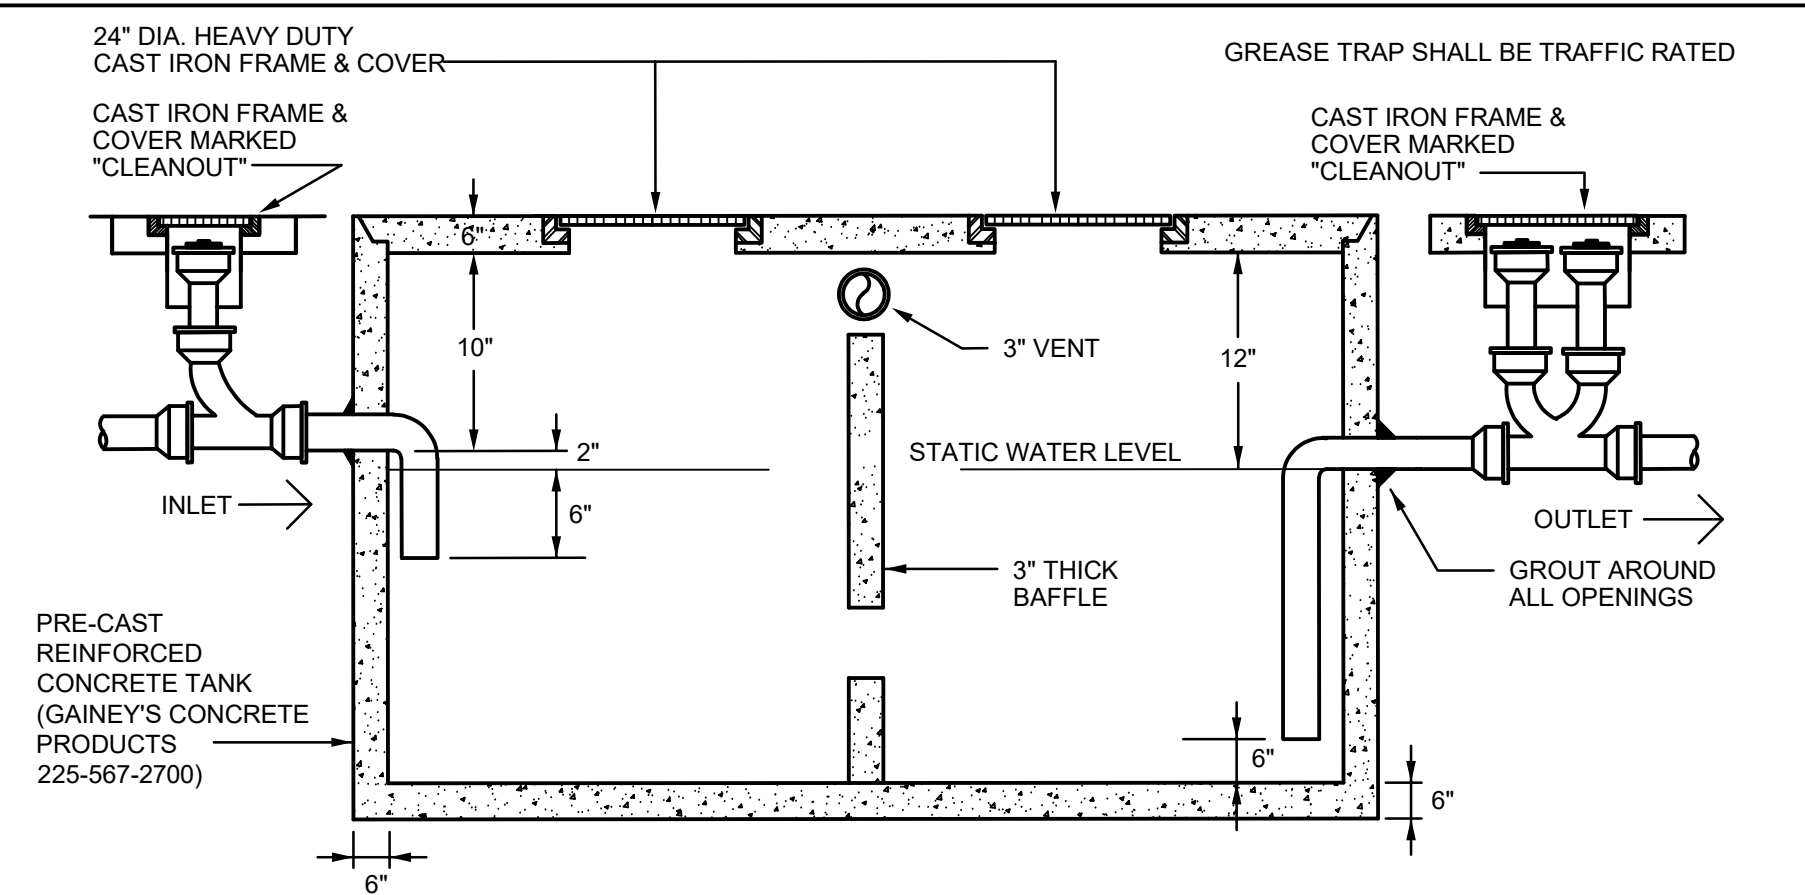 24" DIA. HEAVY DUTY
CAST IRON FRAME & COVER
GREASE TRAP SHALL BE TRAFFIC RATED
CAST IRON FRAME &
COVER MARKED
"CLEANOUT"
CAST IRON FRAME &
COVER MARKED
"CLEANOUT"
6"
10"
3" VENT
12"
2"
STATIC WATER LEVEL
INLET
6"
OUTLET
3" THICK
BAFFLE
GROUT AROUND
ALL OPENINGS
PRE-CAST
REINFORCED
CONCRETE TANK
(GAINEY'S CONCRETE
PRODUCTS
225-567-2700)
6"
6"
6"